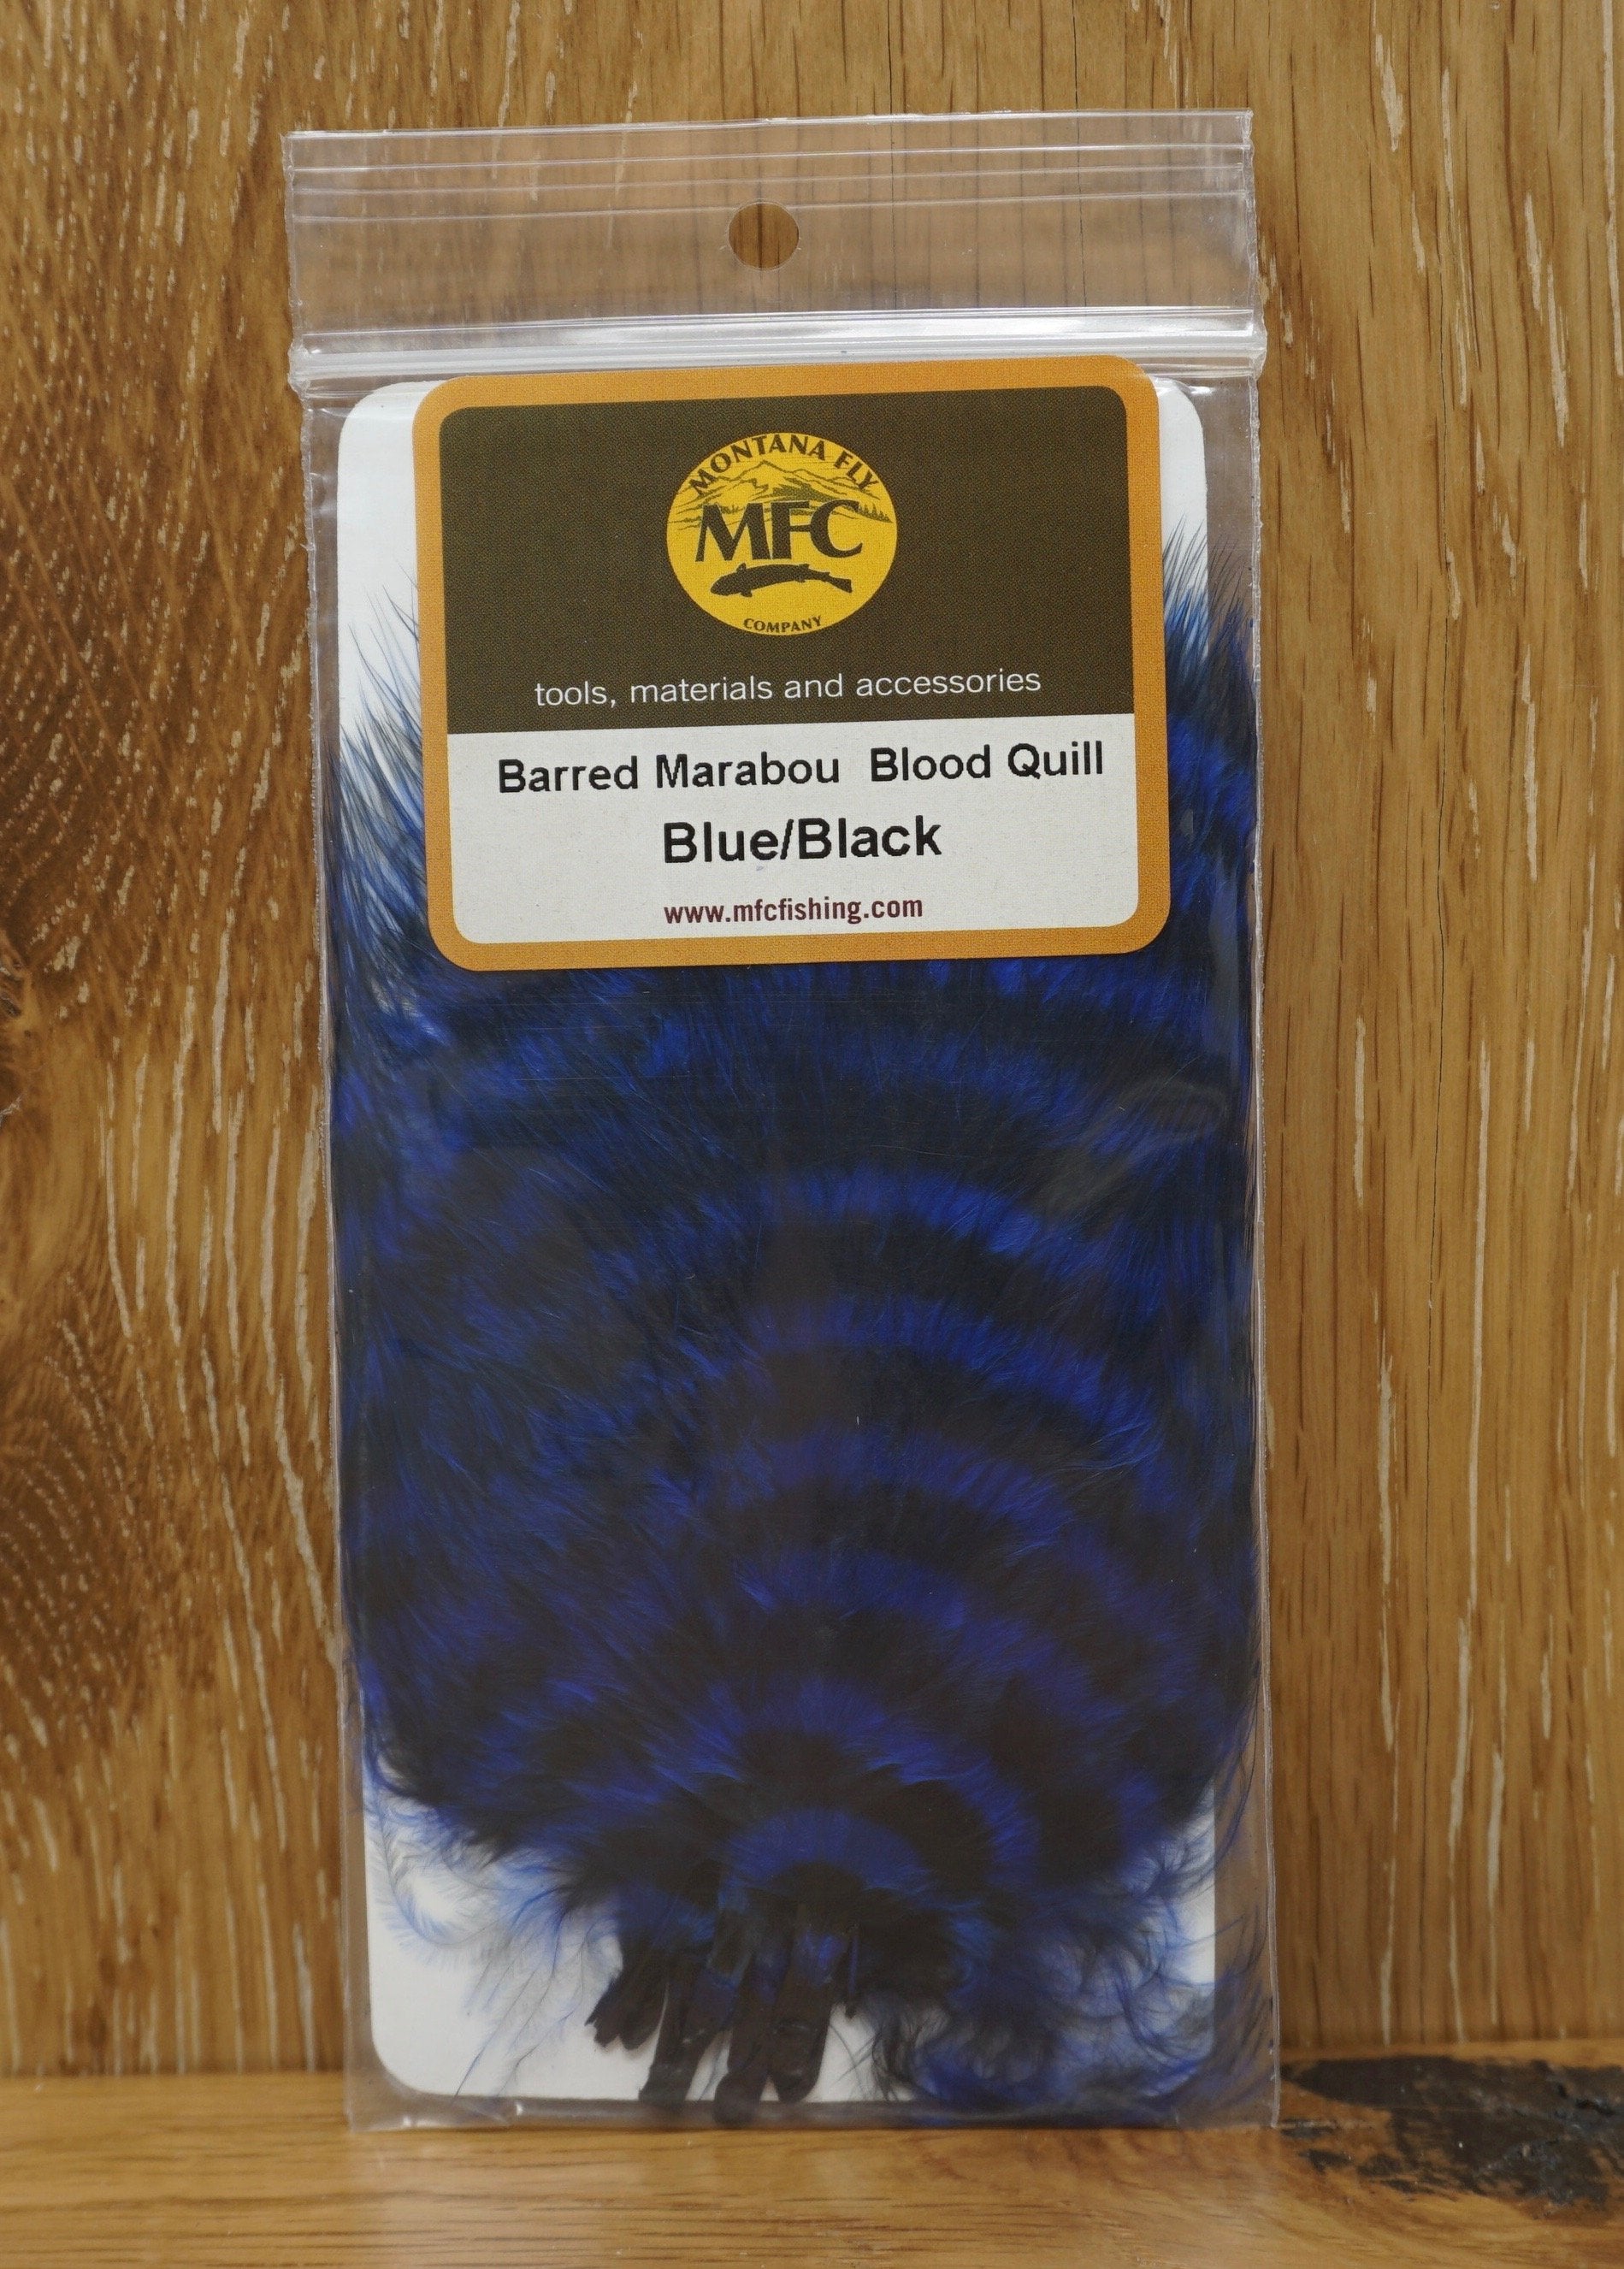 MONTANA FLY
MFC
COMPANY
tools, materials and accessories
Barred Marabou Blood Quill
Blue/Black
www.mfcfishing.com